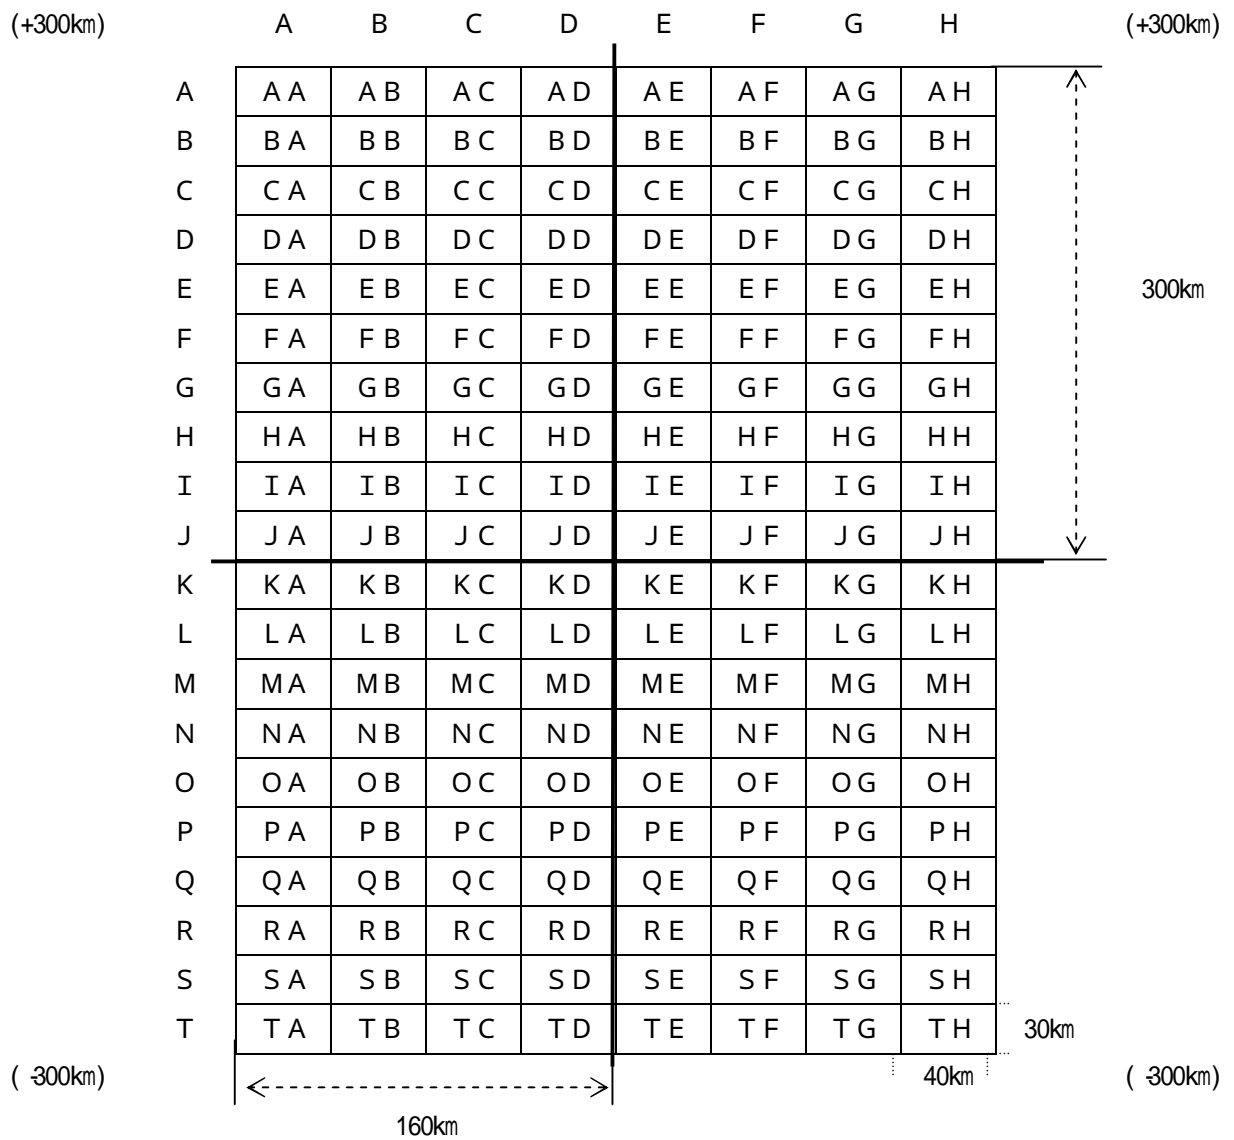 (+300㎞) A B C D E F G H (+300㎞)
A AA AB AC AD AE AF AG AH
B BA BB BC BD BE BF BG BH
C CA CB CC CD CE CF CG CH
D DA DB DC DD DE DF DG DH
E EA EB EC ED EE EF EG EH 300㎞
F FA FB FC FD FE FF FG FH
G GA GB GC GD GE GF GG GH
H HA HB HC HD HE HF HG HH
I IA IB IC ID IE IF IG IH
J JA JB JC JD JE JF JG JH
K KA KB KC KD KE KF KG KH
L LA LB LC LD LE LF LG LH
M MA MB MC MD ME MF MG MH
N NA NB NC ND NE NF NG NH
O OA OB OC OD OE OF OG OH
P PA PB PC PD PE PF PG PH
Q QA QB QC QD QE QF QG QH
R RA RB RC RD RE RF RG RH
S SA SB SC SD SE SF SG SH
T TA TB TC TD TE TF TG TH 30㎞
( -300㎞) 40㎞ ( -300㎞)
160㎞